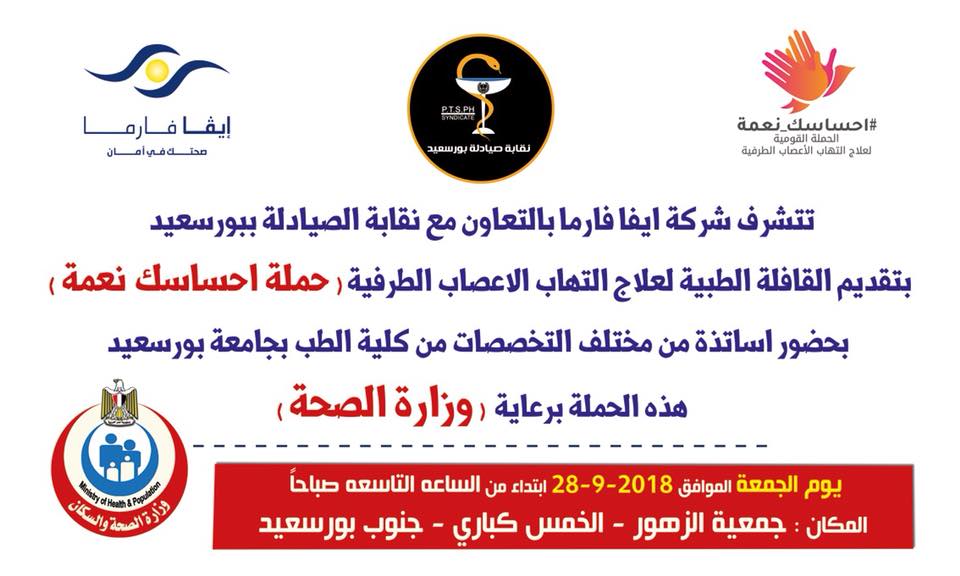 إيڤا فارما
صحتك في أمان
P.T.S.PH
SYNDICATE
نقابة صيادلة بورسعيد
#احساسك_نعمة
الحملة القومية
لعلاج التهاب الأعصاب الطرفية
تتشرف شركة ايفا فارما بالتعاون مع نقابة الصيادلة ببورسعيد
بتقديم القافلة الطبية لعلاج التهاب الاعصاب الطرفية ( حملة احساسك نعمة )
بحضور اساتذة من مختلف التخصصات من كلية الطب بجامعة بورسعيد
هذه الحملة برعاية ( وزارة الصحة )
Ministry of Health & Population
وزارة الصحة والسكان
يوم الجمعة الموافق 28-9-2018 ابتداء من الساعه التاسعه صباحاً
المكان : جمعية الزهور - الخمس كباري - جنوب بورسعيد